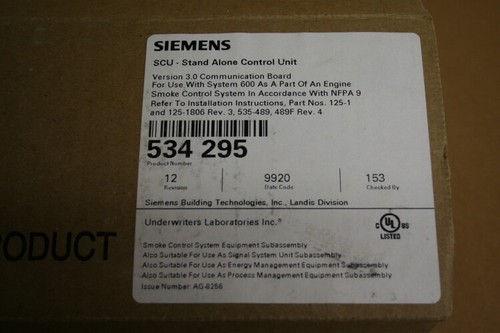 SIEMENS
SCU - Stand Alone Control Unit
Version 3.0 Communication Board
For Use With System 600 As A Part Of An Engine
Smoke Control System In Accordance With NFPA 9
Refer To Installation Instructions, Part Nos. 125-1
and 125-1806 Rev. 3, 535-489, 489F Rev. 4
534 295
Product Number
12 9920 153
Revision Date Code Checked By
Siemens Building Technologies, Inc., Landis Division
Underwriters Laboratories Inc.®
C UL US
LISTED
RODUCT
Smoke Control System Equipment Subassembly
Also Suitable For Use As Signal System Unit Subassembly
Also Suitable For Use As Energy Management Equipment Subassembly
Also Suitable For Use As Process Management Equipment Subassembly
Issue Number: AG-8256